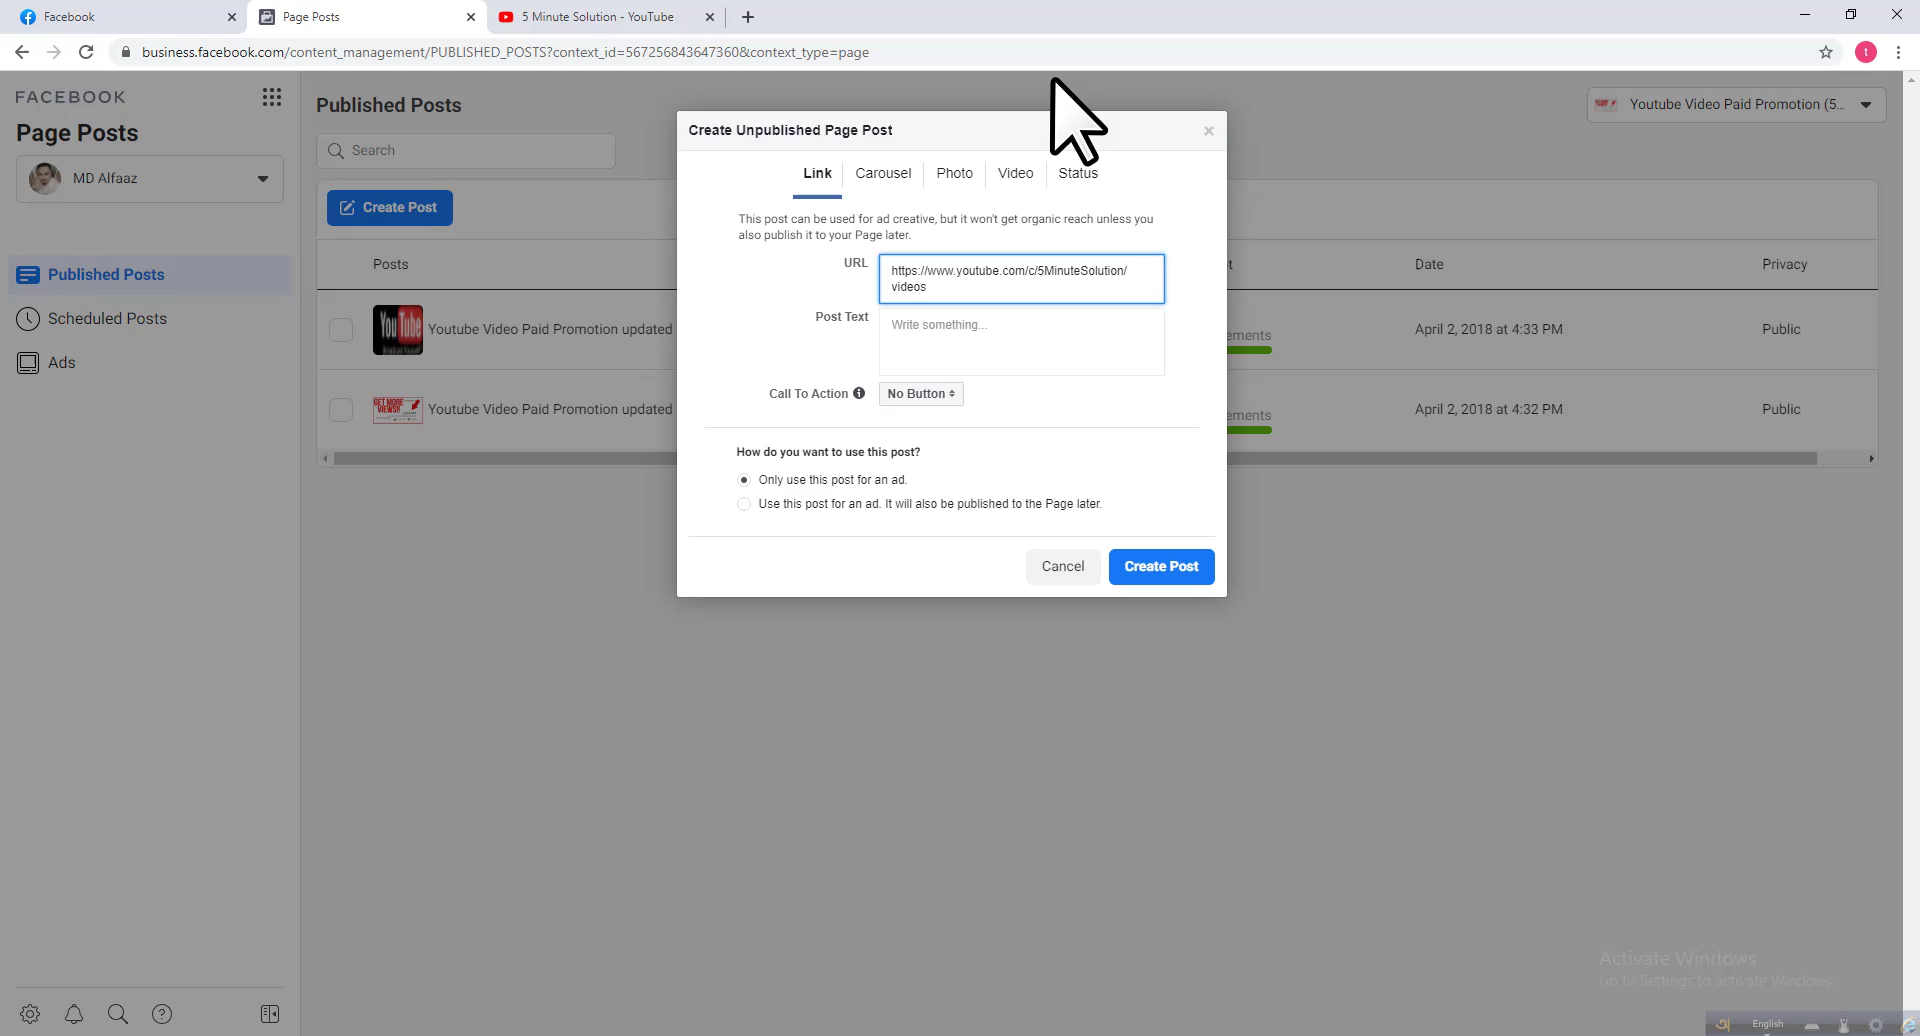 Facebook
Page Posts
5 Minute Solution - YouTube
business.facebook.com/content_management/PUBLISHED_POSTS?context_id=567256843647360&context_type=page
t
FACEBOOK
Page Posts
MD Alfaaz
Published Posts
Scheduled Posts
Ads
Published Posts
Search
Youtube Video Paid Promotion (5...
Create Post
Posts
t
Date
Privacy
You Tube
Youtube Video Paid Promotion updated
ements
April 2, 2018 at 4:33 PM
Public
GET MORE
VIEWS!!
Youtube Video Paid Promotion updated
ements
April 2, 2018 at 4:32 PM
Public
Create Unpublished Page Post
Link
Carousel
Photo
Video
Status
This post can be used for ad creative, but it won't get organic reach unless you
also publish it to your Page later.
URL
https://www.youtube.com/c/5MinuteSolution/
videos
Post Text
Write something...
Call To Action
No Button
How do you want to use this post?
Only use this post for an ad.
Use this post for an ad. It will also be published to the Page later.
Cancel
Create Post
Activate Windows
Go to Settings to activate Windows.
English